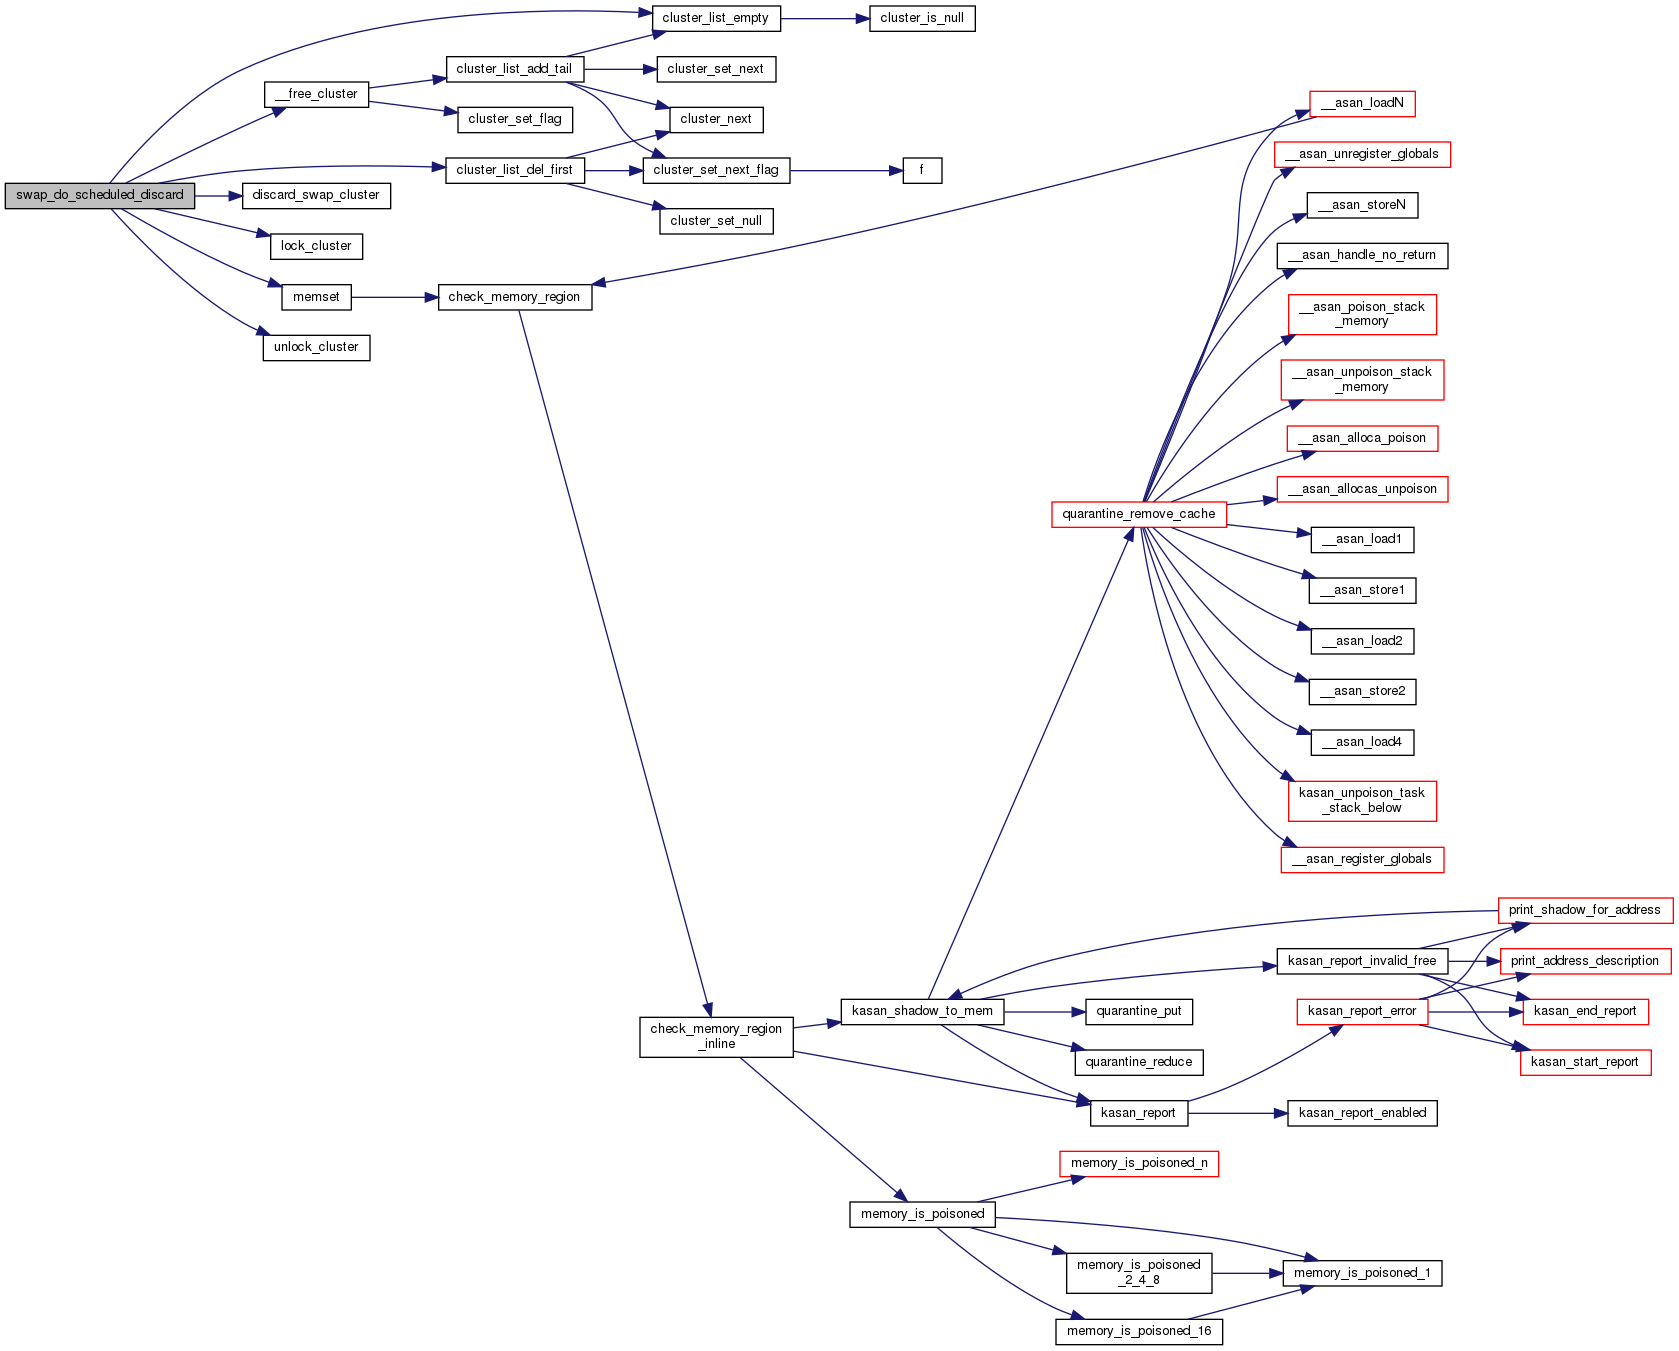 swap_do_scheduled_discard
__free_cluster
cluster_list_add_tail
cluster_list_empty
cluster_is_null
cluster_set_next
cluster_set_flag
cluster_next
cluster_list_del_first
cluster_set_next_flag
f
cluster_set_null
discard_swap_cluster
lock_cluster
memset
check_memory_region
unlock_cluster
__asan_loadN
__asan_unregister_globals
__asan_storeN
__asan_handle_no_return
__asan_poison_stack
_memory
__asan_unpoison_stack
_memory
__asan_alloca_poison
__asan_allocas_unpoison
quarantine_remove_cache
__asan_load1
__asan_store1
__asan_load2
__asan_store2
__asan_load4
kasan_unpoison_task
_stack_below
__asan_register_globals
print_shadow_for_address
kasan_report_invalid_free
print_address_description
kasan_shadow_to_mem
quarantine_put
kasan_report_error
kasan_end_report
check_memory_region
_inline
quarantine_reduce
kasan_start_report
kasan_report
kasan_report_enabled
memory_is_poisoned_n
memory_is_poisoned
memory_is_poisoned
_2_4_8
memory_is_poisoned_1
memory_is_poisoned_16